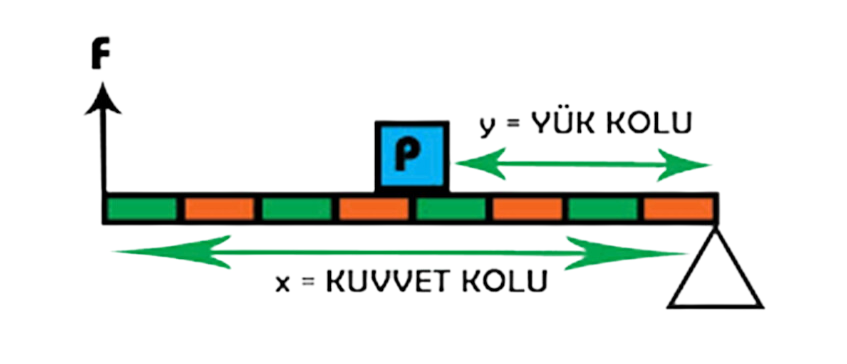 F
P
y = YÜK KOLU
x = KUVVET KOLU